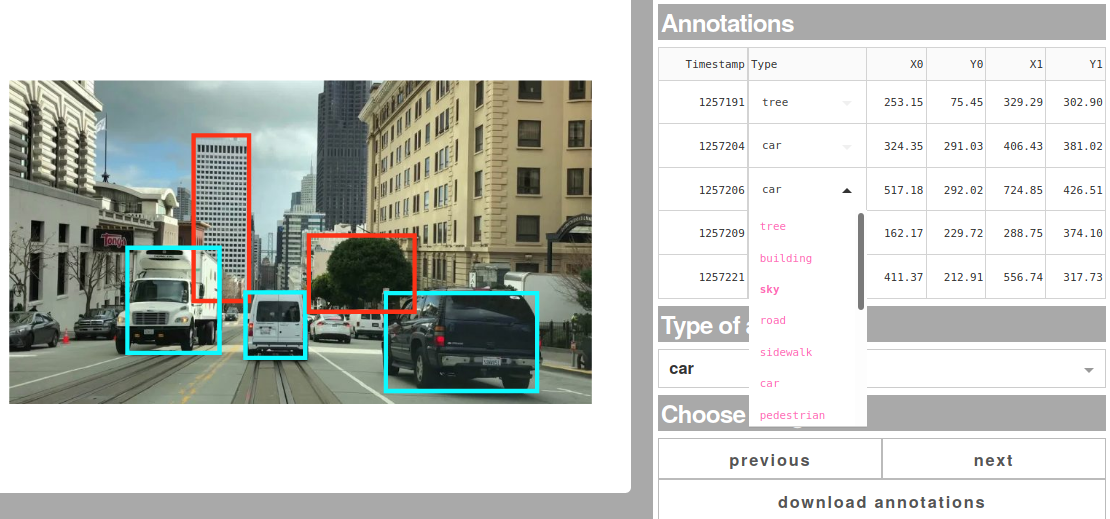 Annotations
Timestamp Type X0 Y0 X1 Y1
1257191 tree 253.15 75.45 329.29 302.90
1257204 car 324.35 291.03 406.43 381.02
1257206 car 517.18 292.02 724.85 426.51
1257209 162.17 229.72 288.75 374.10
1257221 411.37 212.91 556.74 317.73
tree
building
sky
road
sidewalk
car
pedestrian
Type of
car
Choose
previous next
download annotations